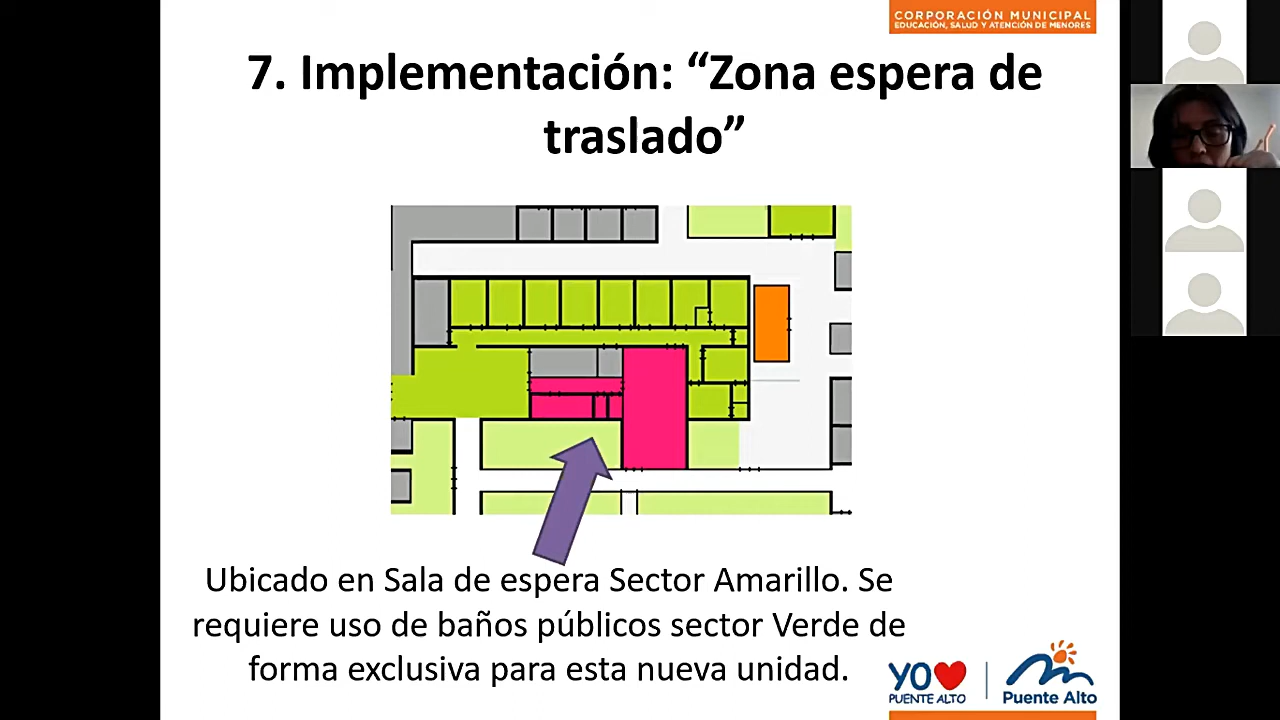 CORPORACIÓN MUNICIPAL
EDUCACIÓN, SALUD Y ATENCIÓN DE MENORES
7. Implementación: “Zona espera de
traslado”
Ubicado en Sala de espera Sector Amarillo. Se
requiere uso de baños públicos sector Verde de
forma exclusiva para esta nueva unidad.
YO
PUENTE ALTO
Puente Alto